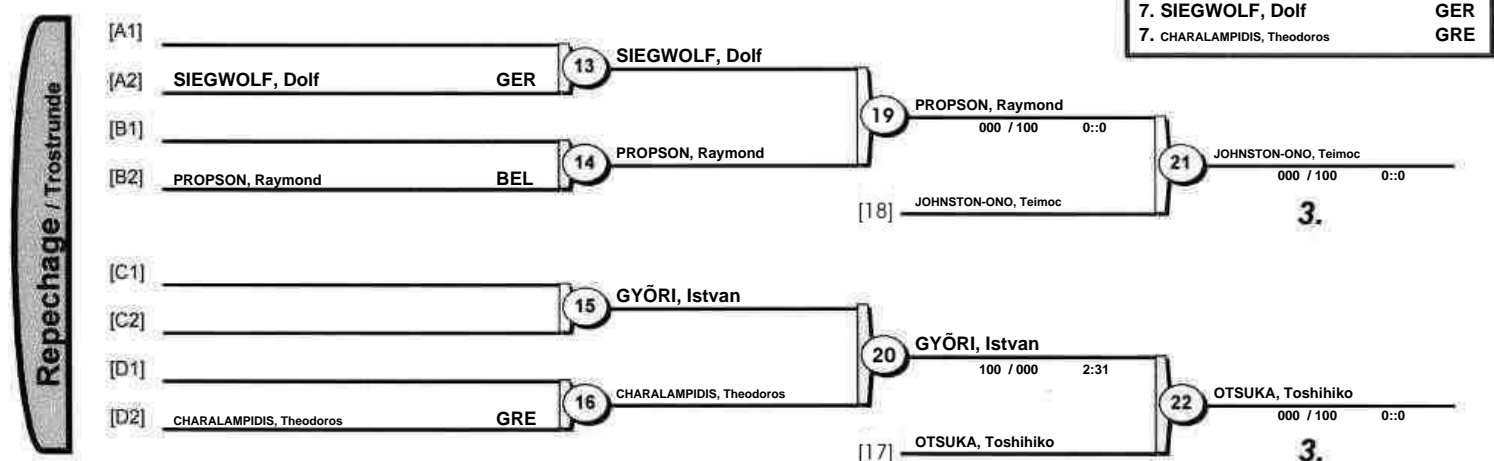 7. SIEGWOLF, Dolf GER
7. CHARALAMPIDIS, Theodoros GRE
Repechage / Trostrunde
[A1]
[A2] SIEGWOLF, Dolf GER
13 SIEGWOLF, Dolf
[B1]
[B2] PROPSON, Raymond BEL
14 PROPSON, Raymond
19 PROPSON, Raymond
000 / 100 0::0
[18] JOHNSTON-ONO, Teimoc
21 JOHNSTON-ONO, Teimoc
000 / 100 0::0
3.
[C1]
[C2]
15 GYÕRI, Istvan
[D1]
[D2] CHARALAMPIDIS, Theodoros GRE
16 CHARALAMPIDIS, Theodoros
20 GYÕRI, Istvan
100 / 000 2:31
[17] OTSUKA, Toshihiko
22 OTSUKA, Toshihiko
000 / 100 0::0
3.